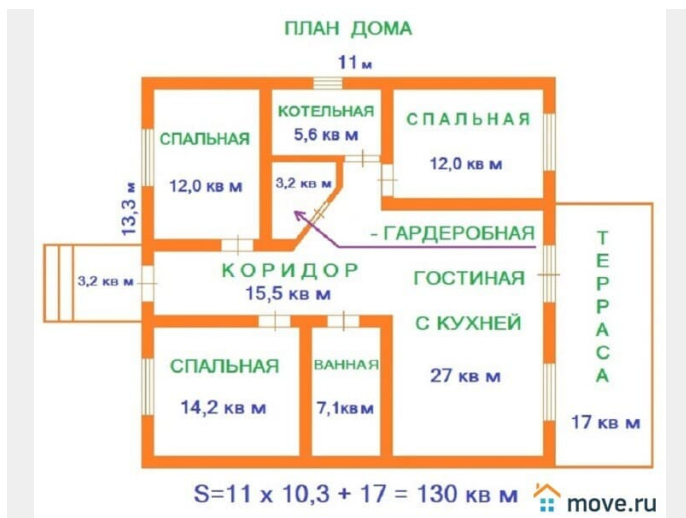 ПЛАН ДОМА
11 м
КОТЕЛЬНАЯ
5,6 кв м
СПАЛЬНАЯ
12,0 кв м
СПАЛЬНАЯ
12,0 кв м
3,2 кв м
13,3 м
- ГАРДЕРОБНАЯ
КОРИДОР
15,5 кв м
3,2 кв м
ГОСТИНАЯ
С КУХНЕЙ
27 кв м
ТЕРРАСА
17 кв м
СПАЛЬНАЯ
14,2 кв м
ВАННАЯ
7,1кв м
S=11 х 10,3 + 17 = 130 кв м
move.ru